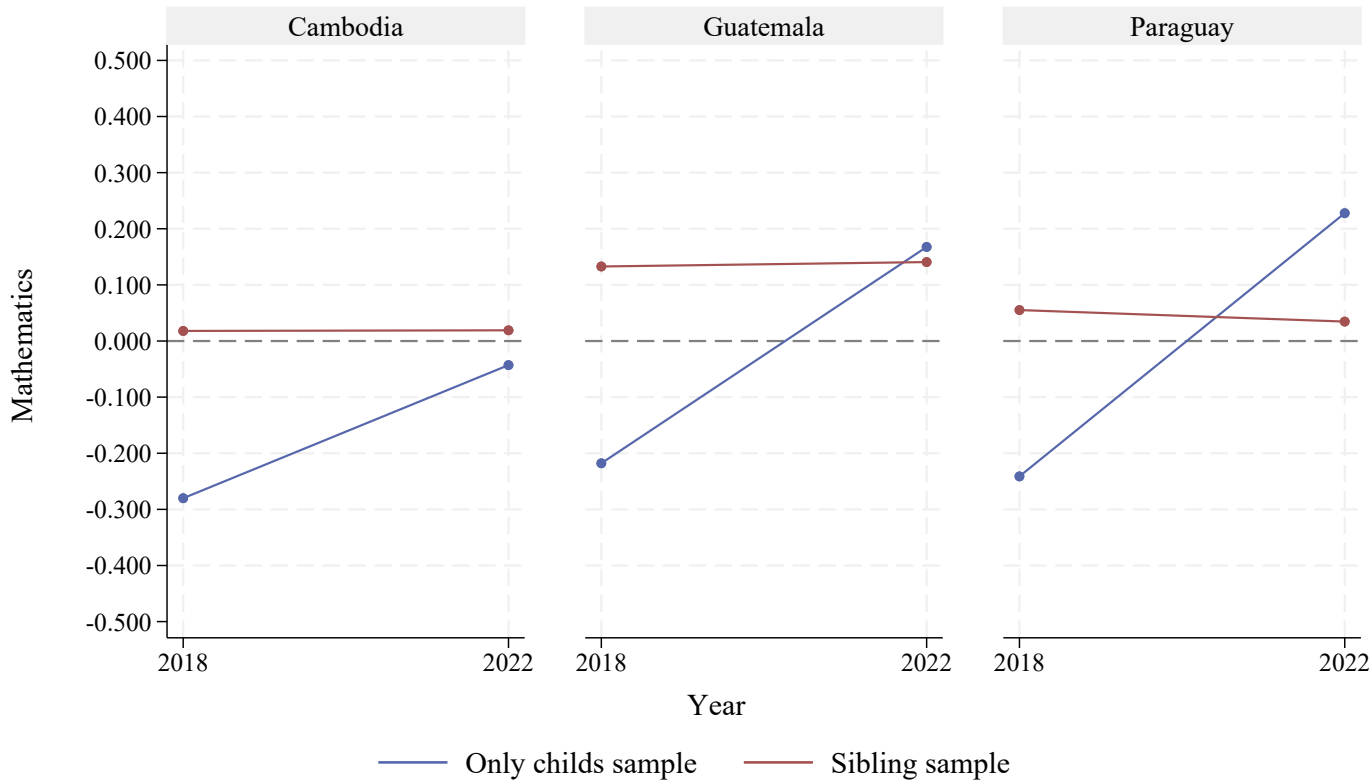 Cambodia
Guatemala
Paraguay
0.500
0.400
0.300
0.200
0.100
0.000
-0.100
-0.200
-0.300
-0.400
-0.500
Mathematics
2018
2022
2018
2022
2018
2022
Year
Only childs sample
Sibling sample